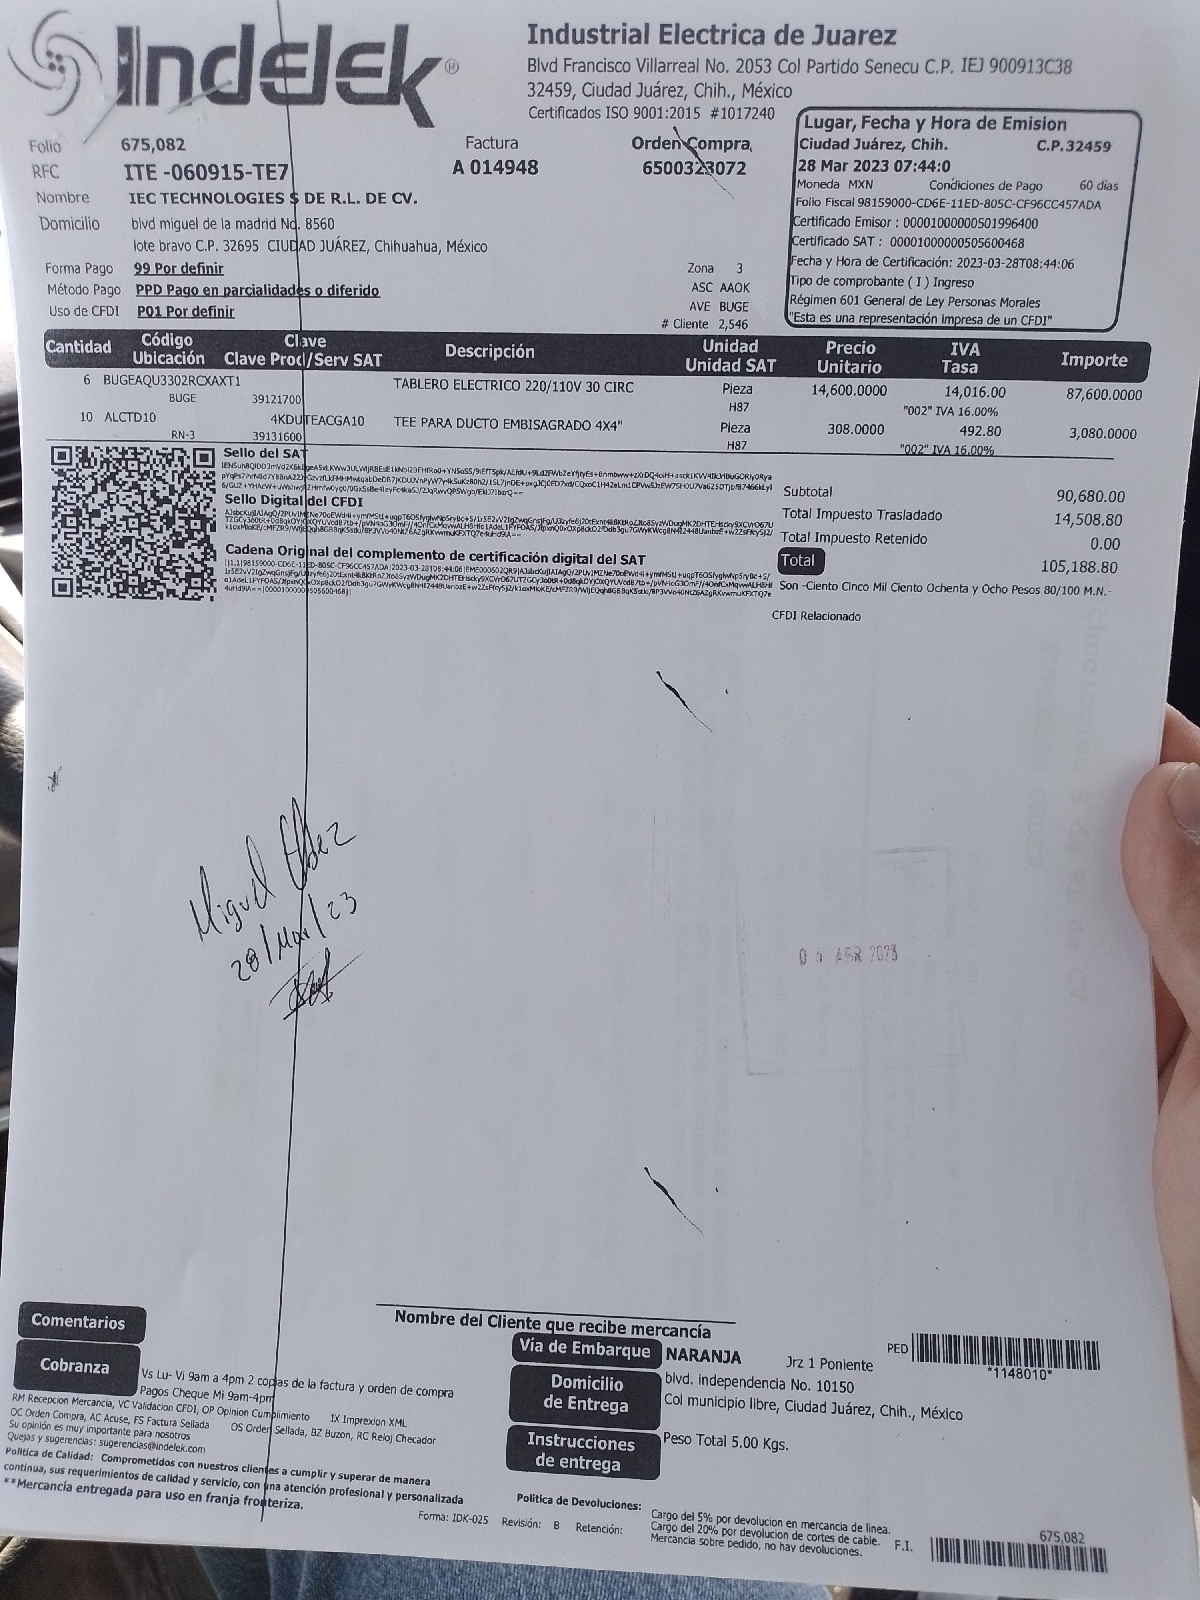 Indelek®
Industrial Electrica de Juarez
Blvd Francisco Villarreal No. 2053 Col Partido Senecu C.P. IEJ 900913C38
32459, Ciudad Juárez, Chih., México
Certificados ISO 9001:2015 #1017240
Folio 675,082
Factura
A 014948
Orden Compra
6500323072
RFC ITE -060915-TE7
Nombre IEC TECHNOLOGIES S DE R.L. DE CV.
Domicilio blvd miguel de la madrid No. 8560
lote bravo C.P. 32695 CIUDAD JUÁREZ, Chihuahua, México
Forma Pago 99 Por definir
Método Pago PPD Pago en parcialidades o diferido
Uso de CFDI P01 Por definir
Zona 3
ASC AAOK
AVE BUGE
# Cliente 2,546
Lugar, Fecha y Hora de Emision
Ciudad Juárez, Chih. C.P.32459
28 Mar 2023 07:44:0
Moneda MXN Condiciones de Pago 60 días
Folio Fiscal 98159000-CD6E-11ED-805C-CF96CC457ADA
Certificado Emisor : 00001000000501996400
Certificado SAT : 00001000000505600468
Fecha y Hora de Certificación: 2023-03-28T08:44:06
Tipo de comprobante ( I ) Ingreso
Régimen 601 General de Ley Personas Morales
"Esta es una representación impresa de un CFDI"
Cantidad Código Clave Descripción Unidad Precio IVA Importe
Ubicación Clave Prod/Serv SAT Unidad SAT Unitario Tasa
6 BUGEAQU3302RCXAXT1 TABLERO ELECTRICO 220/110V 30 CIRC Pieza 14,600.0000 14,016.00 87,600.0000
BUGE 39121700 H87 "002" IVA 16.00%
10 ALCTD10 4KDUTEACGA10 TEE PARA DUCTO EMBISAGRADO 4X4" Pieza 308.0000 492.80 3,080.0000
RN-3 39131600 H87 "002" IVA 16.00%
Sello del SAT
Sello Digital del CFDI
Cadena Original del complemento de certificación digital del SAT
Subtotal 90,680.00
Total Impuesto Trasladado 14,508.80
Total Impuesto Retenido 0.00
Total 105,188.80
Son -Ciento Cinco Mil Ciento Ochenta y Ocho Pesos 80/100 M.N.-
CFDI Relacionado
Miguel
28/Mar/23
ABR 2023
Nombre del Cliente que recibe mercancía
Comentarios
Cobranza
Vs Lu- Vi 9am a 4pm 2 copias de la factura y orden de compra
Pagos Cheque Mi 9am-4pm
RM Recepcion Mercancia, VC Validacion CFDI, OP Opinion Cumplimiento IX Imprexion XML
OC Orden Compra, AC Acuse, FS Factura Sellada OS Orden Sellada, BZ Buzon, RC Reloj Checador
Su opinión es muy importante para nosotros
Quejas y sugerencias: sugerencias@indelek.com
Politica de Calidad: Comprometidos con nuestros clientes a cumplir y superar de manera
continua, sus requerimientos de calidad y servicio, con una atención profesional y personalizada
**Mercancía entregada para uso en franja fronteriza.
Vía de Embarque NARANJA Jrz 1 Poniente
Domicilio
de Entrega
blvd. independencia No. 10150
Col municipio libre, Ciudad Juárez, Chih., México
Instrucciones
de entrega
Peso Total 5.00 Kgs.
PED
*1148010*
Forma: IDK-025 Revisión: B Retención:
Politica de Devoluciones:
Cargo del 5% por devolucion en mercancia de linea.
Cargo del 20% por devolucion de cortes de cable.
Mercancia sobre pedido, no hay devoluciones.
F.I.
675,082